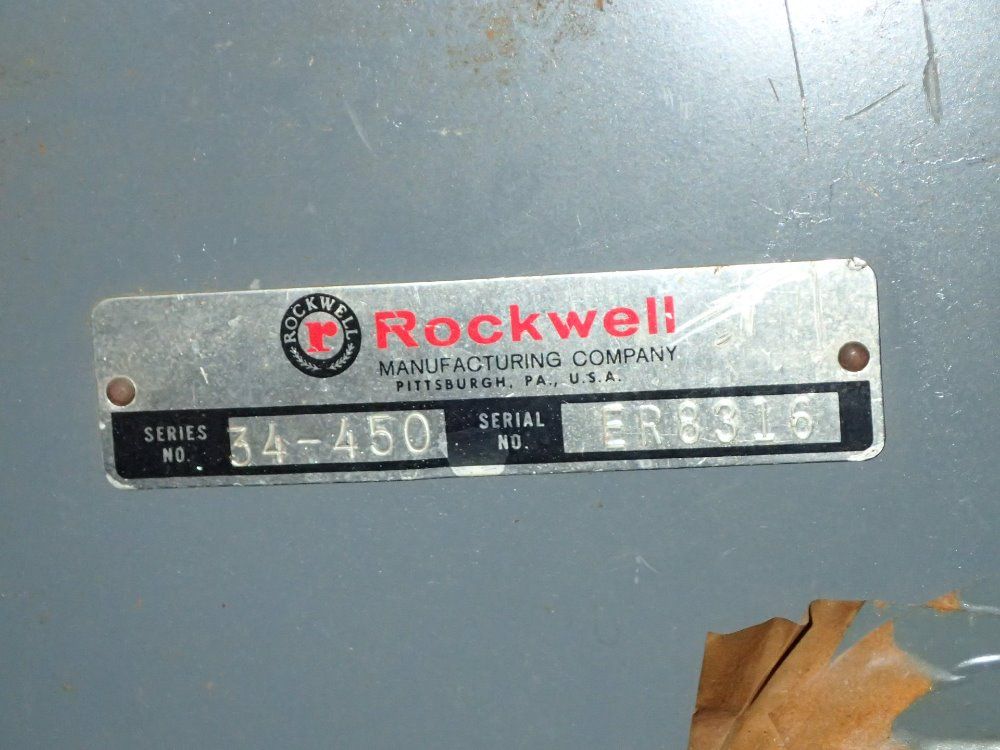 ROCKWELL
r
Rockwell
MANUFACTURING COMPANY
PITTSBURGH, PA., U.S.A.
SERIES NO. 34-450
SERIAL NO. ER8316